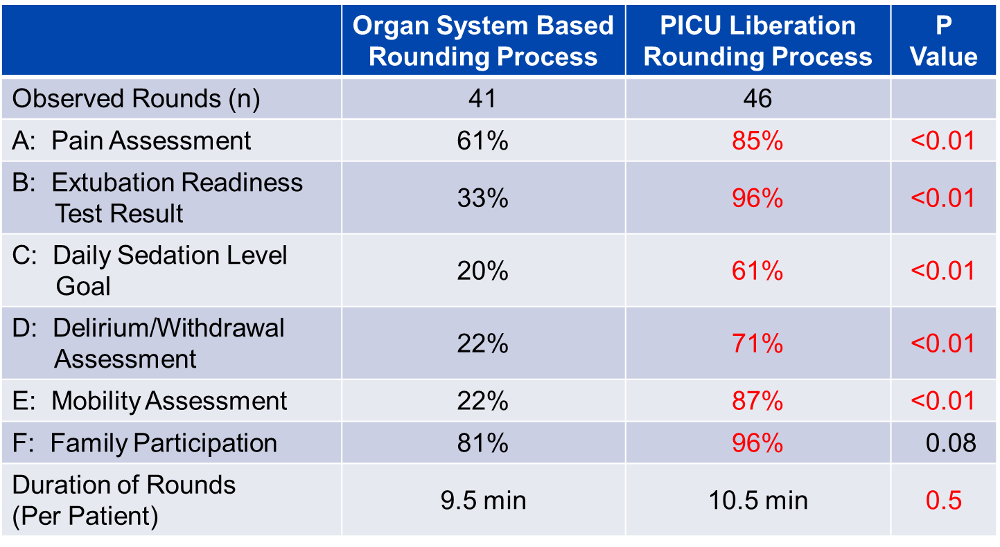 Organ System Based
Rounding Process
PICU Liberation
Rounding Process
P
Value
Observed Rounds (n) 41 46
A: Pain Assessment 61% 85% <0.01
B: Extubation Readiness
Test Result 33% 96% <0.01
C: Daily Sedation Level
Goal 20% 61% <0.01
D: Delirium/Withdrawal
Assessment 22% 71% <0.01
E: Mobility Assessment 22% 87% <0.01
F: Family Participation 81% 96% 0.08
Duration of Rounds
(Per Patient) 9.5 min 10.5 min 0.5